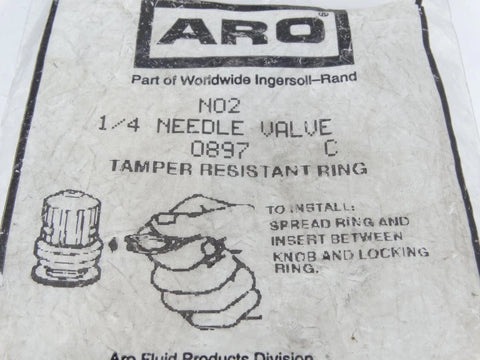 ARO®
Part of Worldwide Ingersoll-Rand
NO2
1/4 NEEDLE VALVE
0897 C
TAMPER RESISTANT RING
TO INSTALL:
SPREAD RING AND
INSERT BETWEEN
KNOB AND LOCKING
RING.
Aro Fluid Products Division